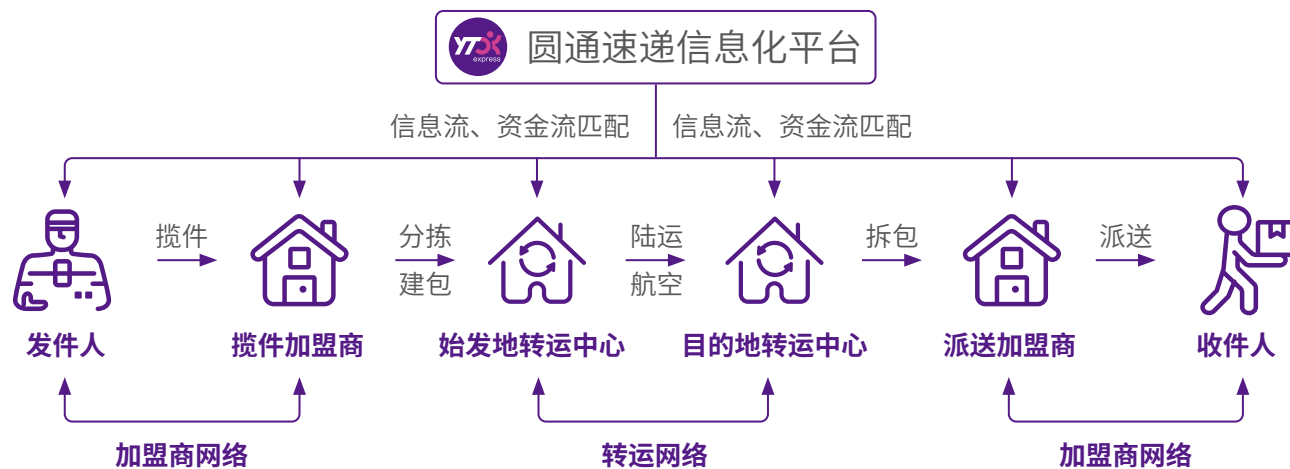 YTO
express
圆通速递信息化平台
信息流、资金流匹配 信息流、资金流匹配
揽件 分拣 陆运 拆包 派送
建包 航空
发件人 揽件加盟商 始发地转运中心 目的地转运中心 派送加盟商 收件人
加盟商网络 转运网络 加盟商网络